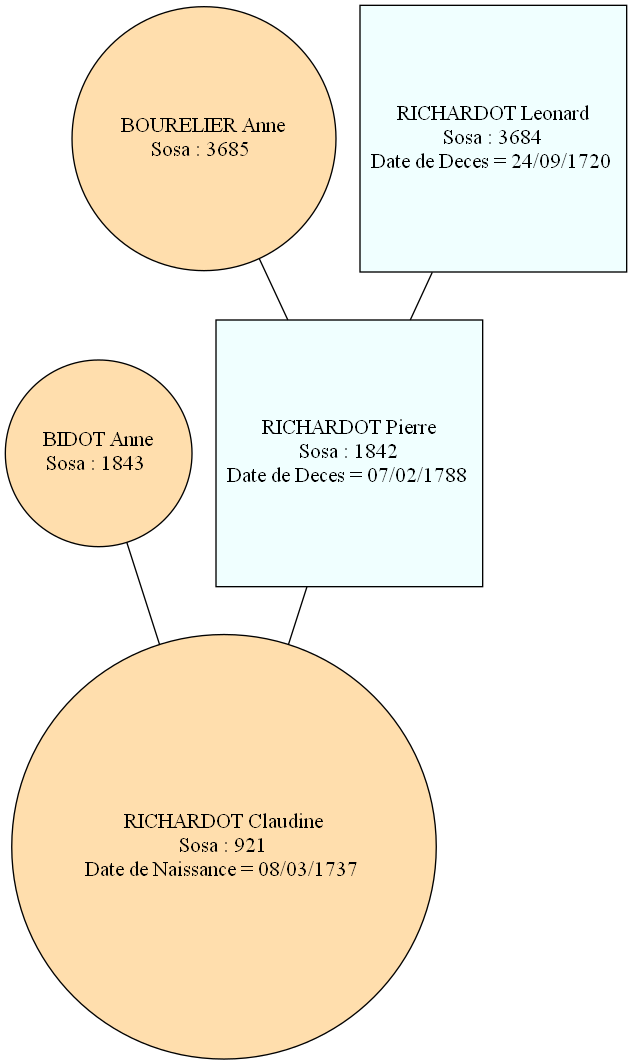 BOURELIER Anne
Sosa : 3685
RICHARDOT Leonard
Sosa : 3684
Date de Deces = 24/09/1720
BIDOT Anne
Sosa : 1843
RICHARDOT Pierre
Sosa : 1842
Date de Deces = 07/02/1788
RICHARDOT Claudine
Sosa : 921
Date de Naissance = 08/03/1737